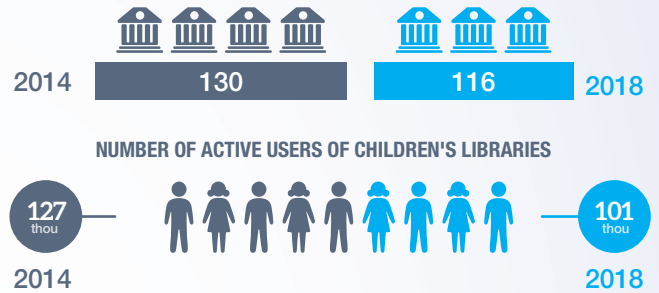 2014 130 116 2018
NUMBER OF ACTIVE USERS OF CHILDREN'S LIBRARIES
127 101
thou thou
2014 2018